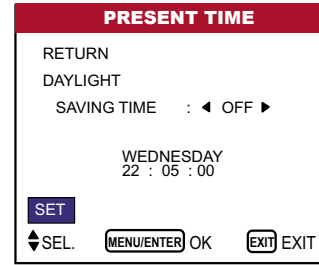 PRESENT TIME
RETURN
DAYLIGHT
SAVING TIME : ◀ OFF ▶
WEDNESDAY
22 : 05 : 00
SET
SEL. MENU/ENTER OK EXIT EXIT